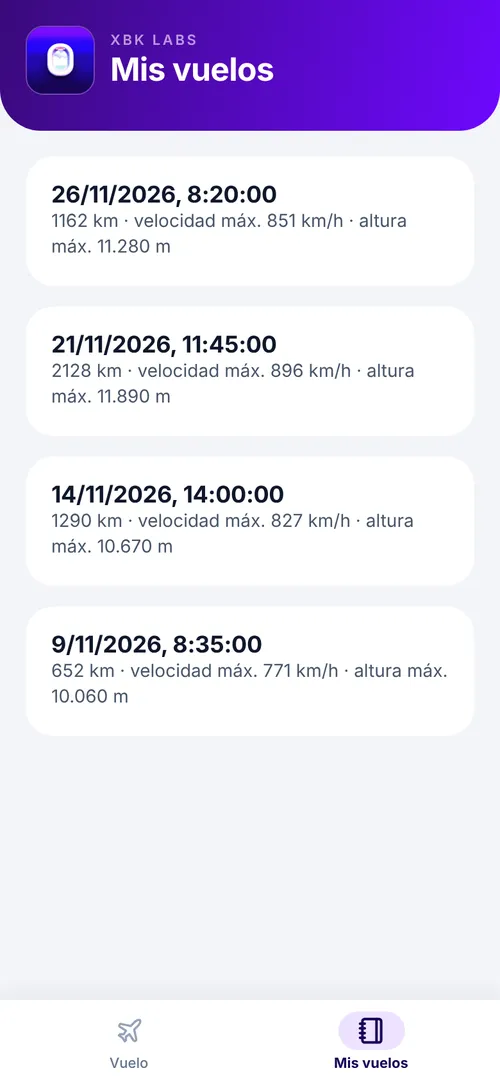 XBK LABS
Mis vuelos
26/11/2026, 8:20:00
1162 km · velocidad máx. 851 km/h · altura
máx. 11.280 m
21/11/2026, 11:45:00
2128 km · velocidad máx. 896 km/h · altura
máx. 11.890 m
14/11/2026, 14:00:00
1290 km · velocidad máx. 827 km/h · altura
máx. 10.670 m
9/11/2026, 8:35:00
652 km · velocidad máx. 771 km/h · altura máx.
10.060 m
Vuelo
Mis vuelos